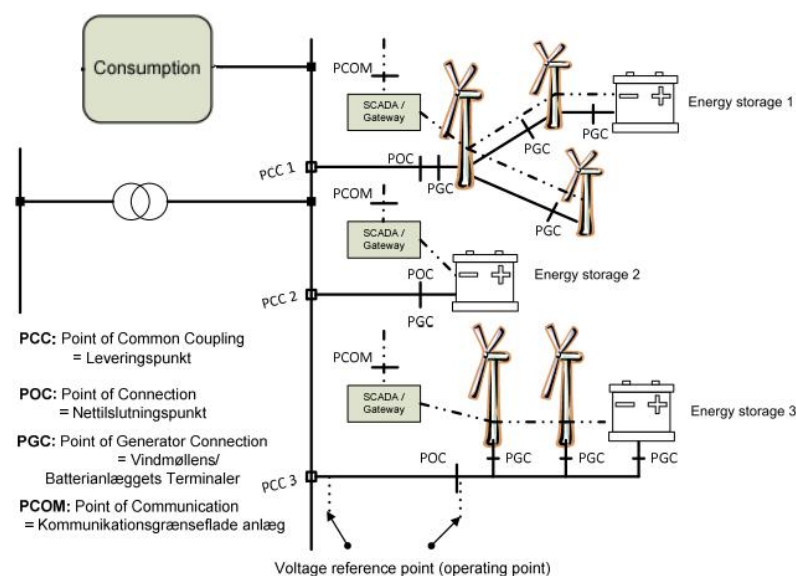 Consumption
PCOM
SCADA /
Gateway
Energy storage 1
PGC
PGC
POC
PGC
PGC
PCC 1
PCOM
SCADA /
Gateway
POC
Energy storage 2
PCC 2
PGC
PCC: Point of Common Coupling
= Leveringspunkt
POC: Point of Connection
= Nettilslutningspunkt
PGC: Point of Generator Connection
= Vindmøllens/
Batterianlæggets Terminaler
PCOM: Point of Communication
= Kommunikationsgrænseflade anlæg
PCOM
SCADA /
Gateway
Energy storage 3
POC
PGC
PGC
PGC
PCC 3
Voltage reference point (operating point)